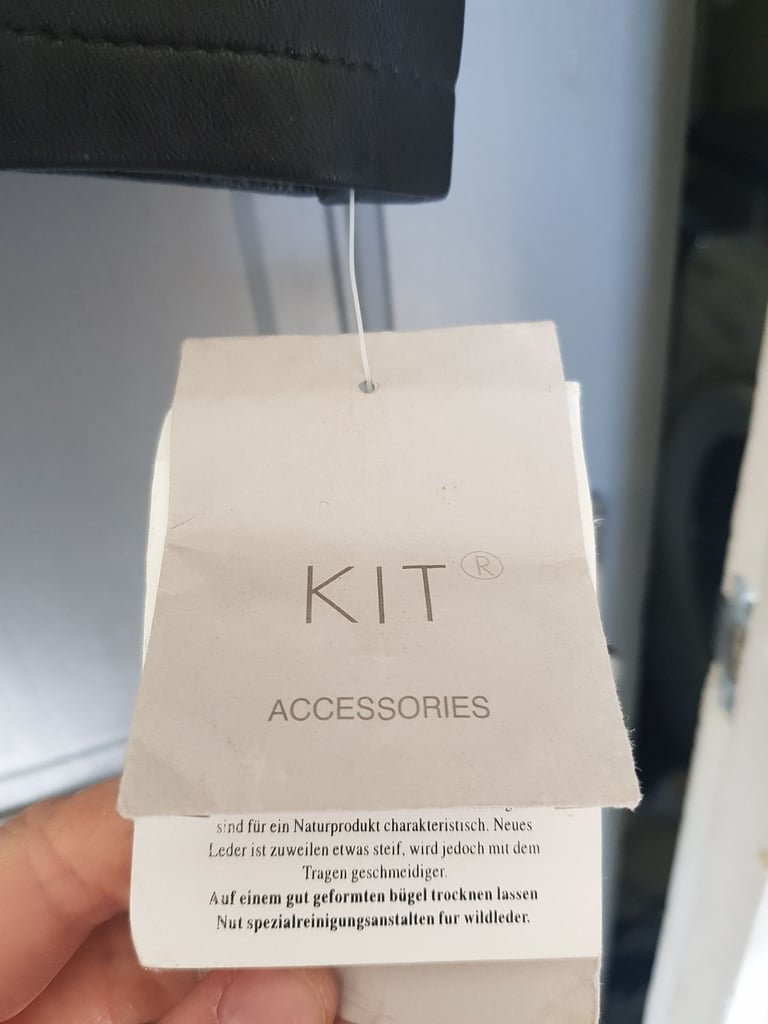 KIT®
ACCESSORIES
sind für ein Naturprodukt charakteristisch. Neues
Leder ist zuweilen etwas steif, wird jedoch mit dem
Tragen geschmeidiger.
Auf einem gut geformten bügel trocknen lassen
Nut spezialreinigungsanstalten fur wildleder.